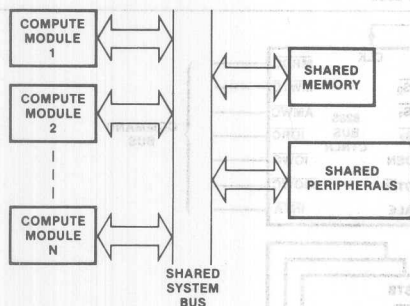 COMPUTE
MODULE
1
COMPUTE
MODULE
2
COMPUTE
MODULE
N
SHARED
MEMORY
SHARED
PERIPHERALS
SHARED
SYSTEM
BUS